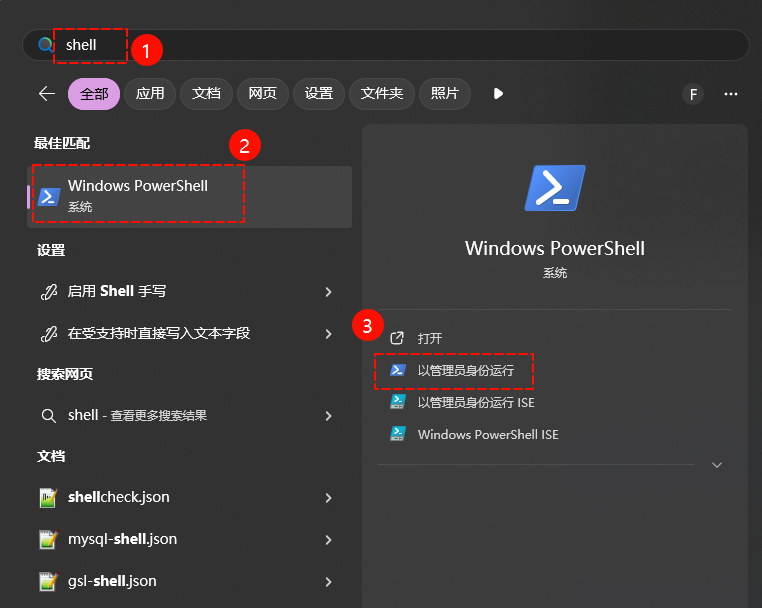 shell
1
全部
应用
文档
网页
设置
文件夹
照片
F
最佳匹配
2
Windows PowerShell
系统
设置
启用 Shell 手写
在受支持时直接写入文本字段
搜索网页
shell - 查看更多搜索结果
文档
shellcheck.json
mysql-shell.json
gsl-shell.json
Windows PowerShell
系统
3
打开
以管理员身份运行
以管理员身份运行 ISE
Windows PowerShell ISE